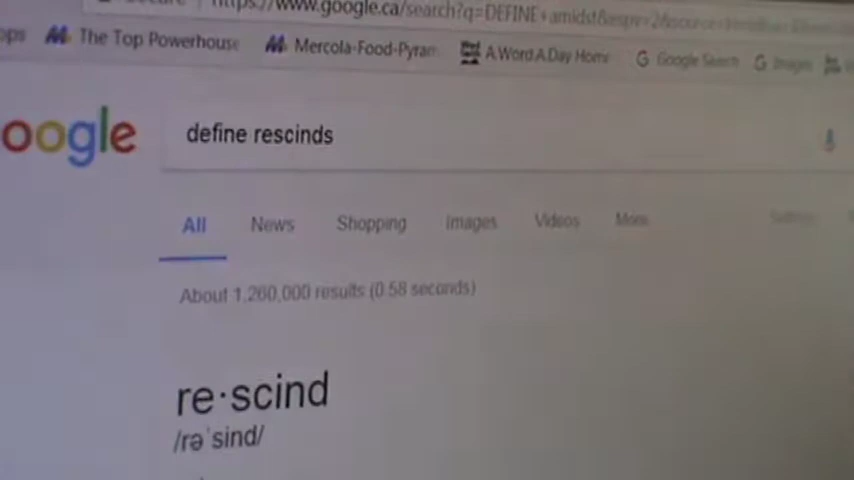 https://www.google.ca/search?q=DEFINE+amidst&
ops The Top Powerhouse Mercola-Food-Pyram A Word A Day Home Google Search Images
oogle define rescinds
All News Shopping Images Videos More
About 1,260,000 results (0.58 seconds)
re·scind
/rəˈsind/